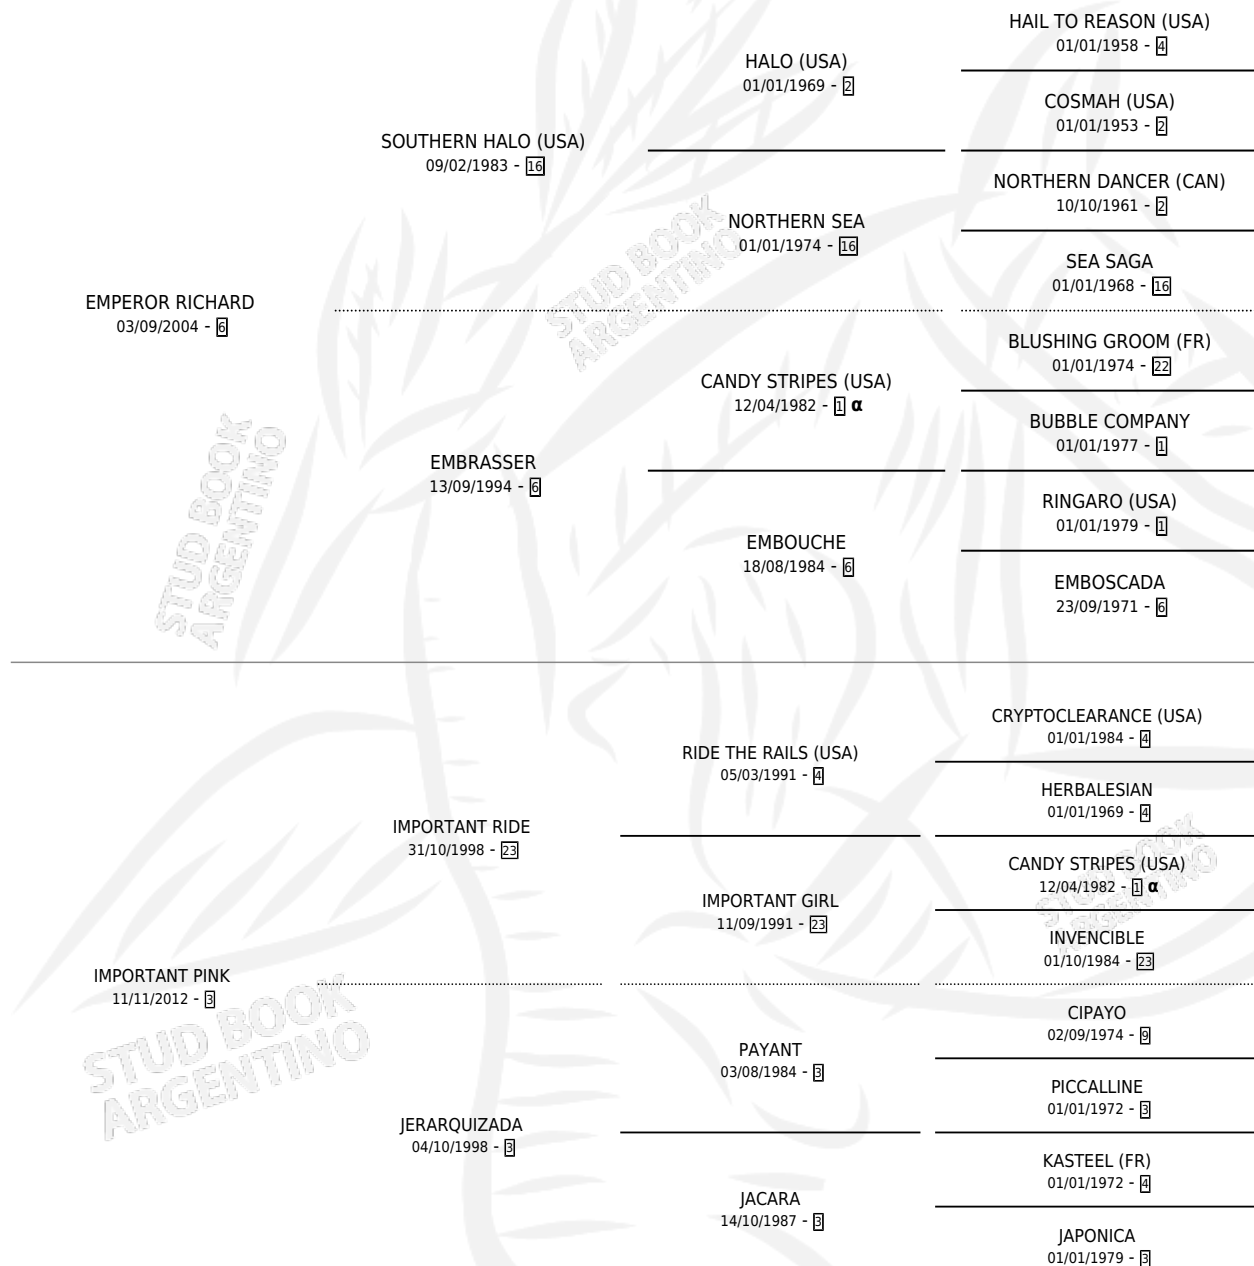 HAIL TO REASON (USA)
01/01/1958 - 4
HALO (USA)
01/01/1969 - 2
COSMAH (USA)
01/01/1953 - 2
SOUTHERN HALO (USA)
09/02/1983 - 16
NORTHERN DANCER (CAN)
10/10/1961 - 2
NORTHERN SEA
01/01/1974 - 16
SEA SAGA
01/01/1968 - 16
EMPEROR RICHARD
03/09/2004 - 6
BLUSHING GROOM (FR)
01/01/1974 - 22
CANDY STRIPES (USA)
12/04/1982 - 1 α
BUBBLE COMPANY
01/01/1977 - 1
EMBRASSER
13/09/1994 - 6
RINGARO (USA)
01/01/1979 - 1
EMBOUCHE
18/08/1984 - 6
EMBOSCADA
23/09/1971 - 6
CRYPTOCLEARANCE (USA)
01/01/1984 - 4
RIDE THE RAILS (USA)
05/03/1991 - 4
HERBALESIAN
01/01/1969 - 4
IMPORTANT RIDE
31/10/1998 - 23
CANDY STRIPES (USA)
12/04/1982 - 1 α
IMPORTANT GIRL
11/09/1991 - 23
INVENCIBLE
01/10/1984 - 23
IMPORTANT PINK
11/11/2012 - 3
CIPAYO
02/09/1974 - 9
PAYANT
03/08/1984 - 3
PICCALLINE
01/01/1972 - 3
JERARQUIZADA
04/10/1998 - 3
KASTEEL (FR)
01/01/1972 - 4
JACARA
14/10/1987 - 3
JAPONICA
01/01/1979 - 3
STUD BOOK
ARGENTINO
STUD BOOK
ARGENTINO
STUD BOOK
ARGENTINO
STUD BOOK
ARGENTINO